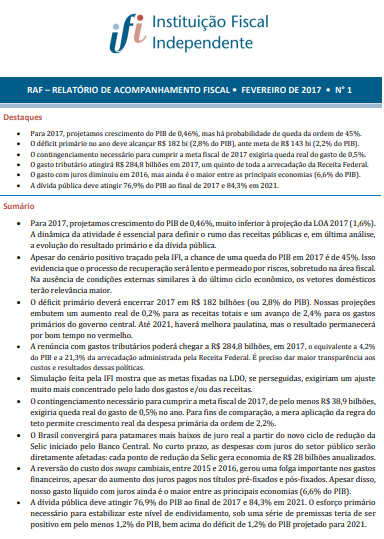 ifi Instituição Fiscal
Independente
RAF – RELATÓRIO DE ACOMPANHAMENTO FISCAL • FEVEREIRO DE 2017 • N° 1
Destaques
• Para 2017, projetamos crescimento do PIB de 0,46%, mas há probabilidade de queda da ordem de 45%.
• O déficit primário no ano deve alcançar R$ 182 bi (2,8% do PIB), ante meta de R$ 143 bi (2,2% do PIB).
• O contingenciamento necessário para cumprir a meta fiscal de 2017 exigiria queda real do gasto de 0,5%.
• O gasto tributário atingirá R$ 284,8 bilhões em 2017, um quinto de toda a arrecadação da Receita Federal.
• O gasto com juros diminuiu em 2016, mas ainda é o maior entre as principais economias (6,6% do PIB).
• A dívida pública deve atingir 76,9% do PIB ao final de 2017 e 84,3% em 2021.
Sumário
• Para 2017, projetamos crescimento do PIB de 0,46%, muito inferior à projeção da LOA 2017 (1,6%).
A dinâmica da atividade é essencial para definir o rumo das receitas públicas e, em última análise,
a evolução do resultado primário e da dívida pública.
• Apesar do cenário positivo traçado pela IFI, a chance de uma queda do PIB em 2017 é de 45%. Isso
evidencia que o processo de recuperação será lento e permeado por riscos, sobretudo na área fiscal.
Na ausência de condições externas similares à do último ciclo econômico, os vetores domésticos
terão relevância maior.
• O déficit primário deverá encerrar 2017 em R$ 182 bilhões (ou 2,8% do PIB). Nossas projeções
embutem um aumento real de 0,2% para as receitas totais e um avanço de 2,4% para os gastos
primários do governo central. Até 2021, haverá melhora paulatina, mas o resultado permanecerá
por bom tempo no vermelho.
• A renúncia com gastos tributários poderá chegar a R$ 284,8 bilhões, em 2017, o equivalente a 4,2%
do PIB e a 21,3% da arrecadação administrada pela Receita Federal. É preciso dar maior transparência aos
custos e resultados dessas políticas.
• Simulação feita pela IFI mostra que as metas fixadas na LDO, se perseguidas, exigiriam um ajuste
muito mais concentrado pelo lado dos gastos e/ou das receitas.
• O contingenciamento necessário para cumprir a meta fiscal de 2017, de pelo menos R$ 38,9 bilhões,
exigiria queda real do gasto de 0,5% no ano. Para fins de comparação, a mera aplicação da regra do
teto permite crescimento real da despesa primária da ordem de 2,2%.
• O Brasil convergirá para patamares mais baixos de juro real a partir do novo ciclo de redução da
Selic iniciado pelo Banco Central. No curto prazo, as despesas com juros do setor público serão
diretamente afetadas: cada ponto de redução da Selic gera economia de R$ 28 bilhões anualizados.
• A reversão do custo dos swaps cambiais, entre 2015 e 2016, gerou uma folga importante nos gastos
financeiros, apesar do aumento dos juros pagos nos títulos pré-fixados e pós-fixados. Apesar disso,
nosso gasto líquido com juros ainda é o maior entre as principais economias (6,6% do PIB).
• A dívida pública deve atingir 76,9% do PIB ao final de 2017 e 84,3% em 2021. O esforço primário
necessário para estabilizar este nível de endividamento, sob uma série de premissas teria de ser
positivo em pelo menos 1,2% do PIB, bem acima do déficit de 1,2% do PIB projetado para 2021.